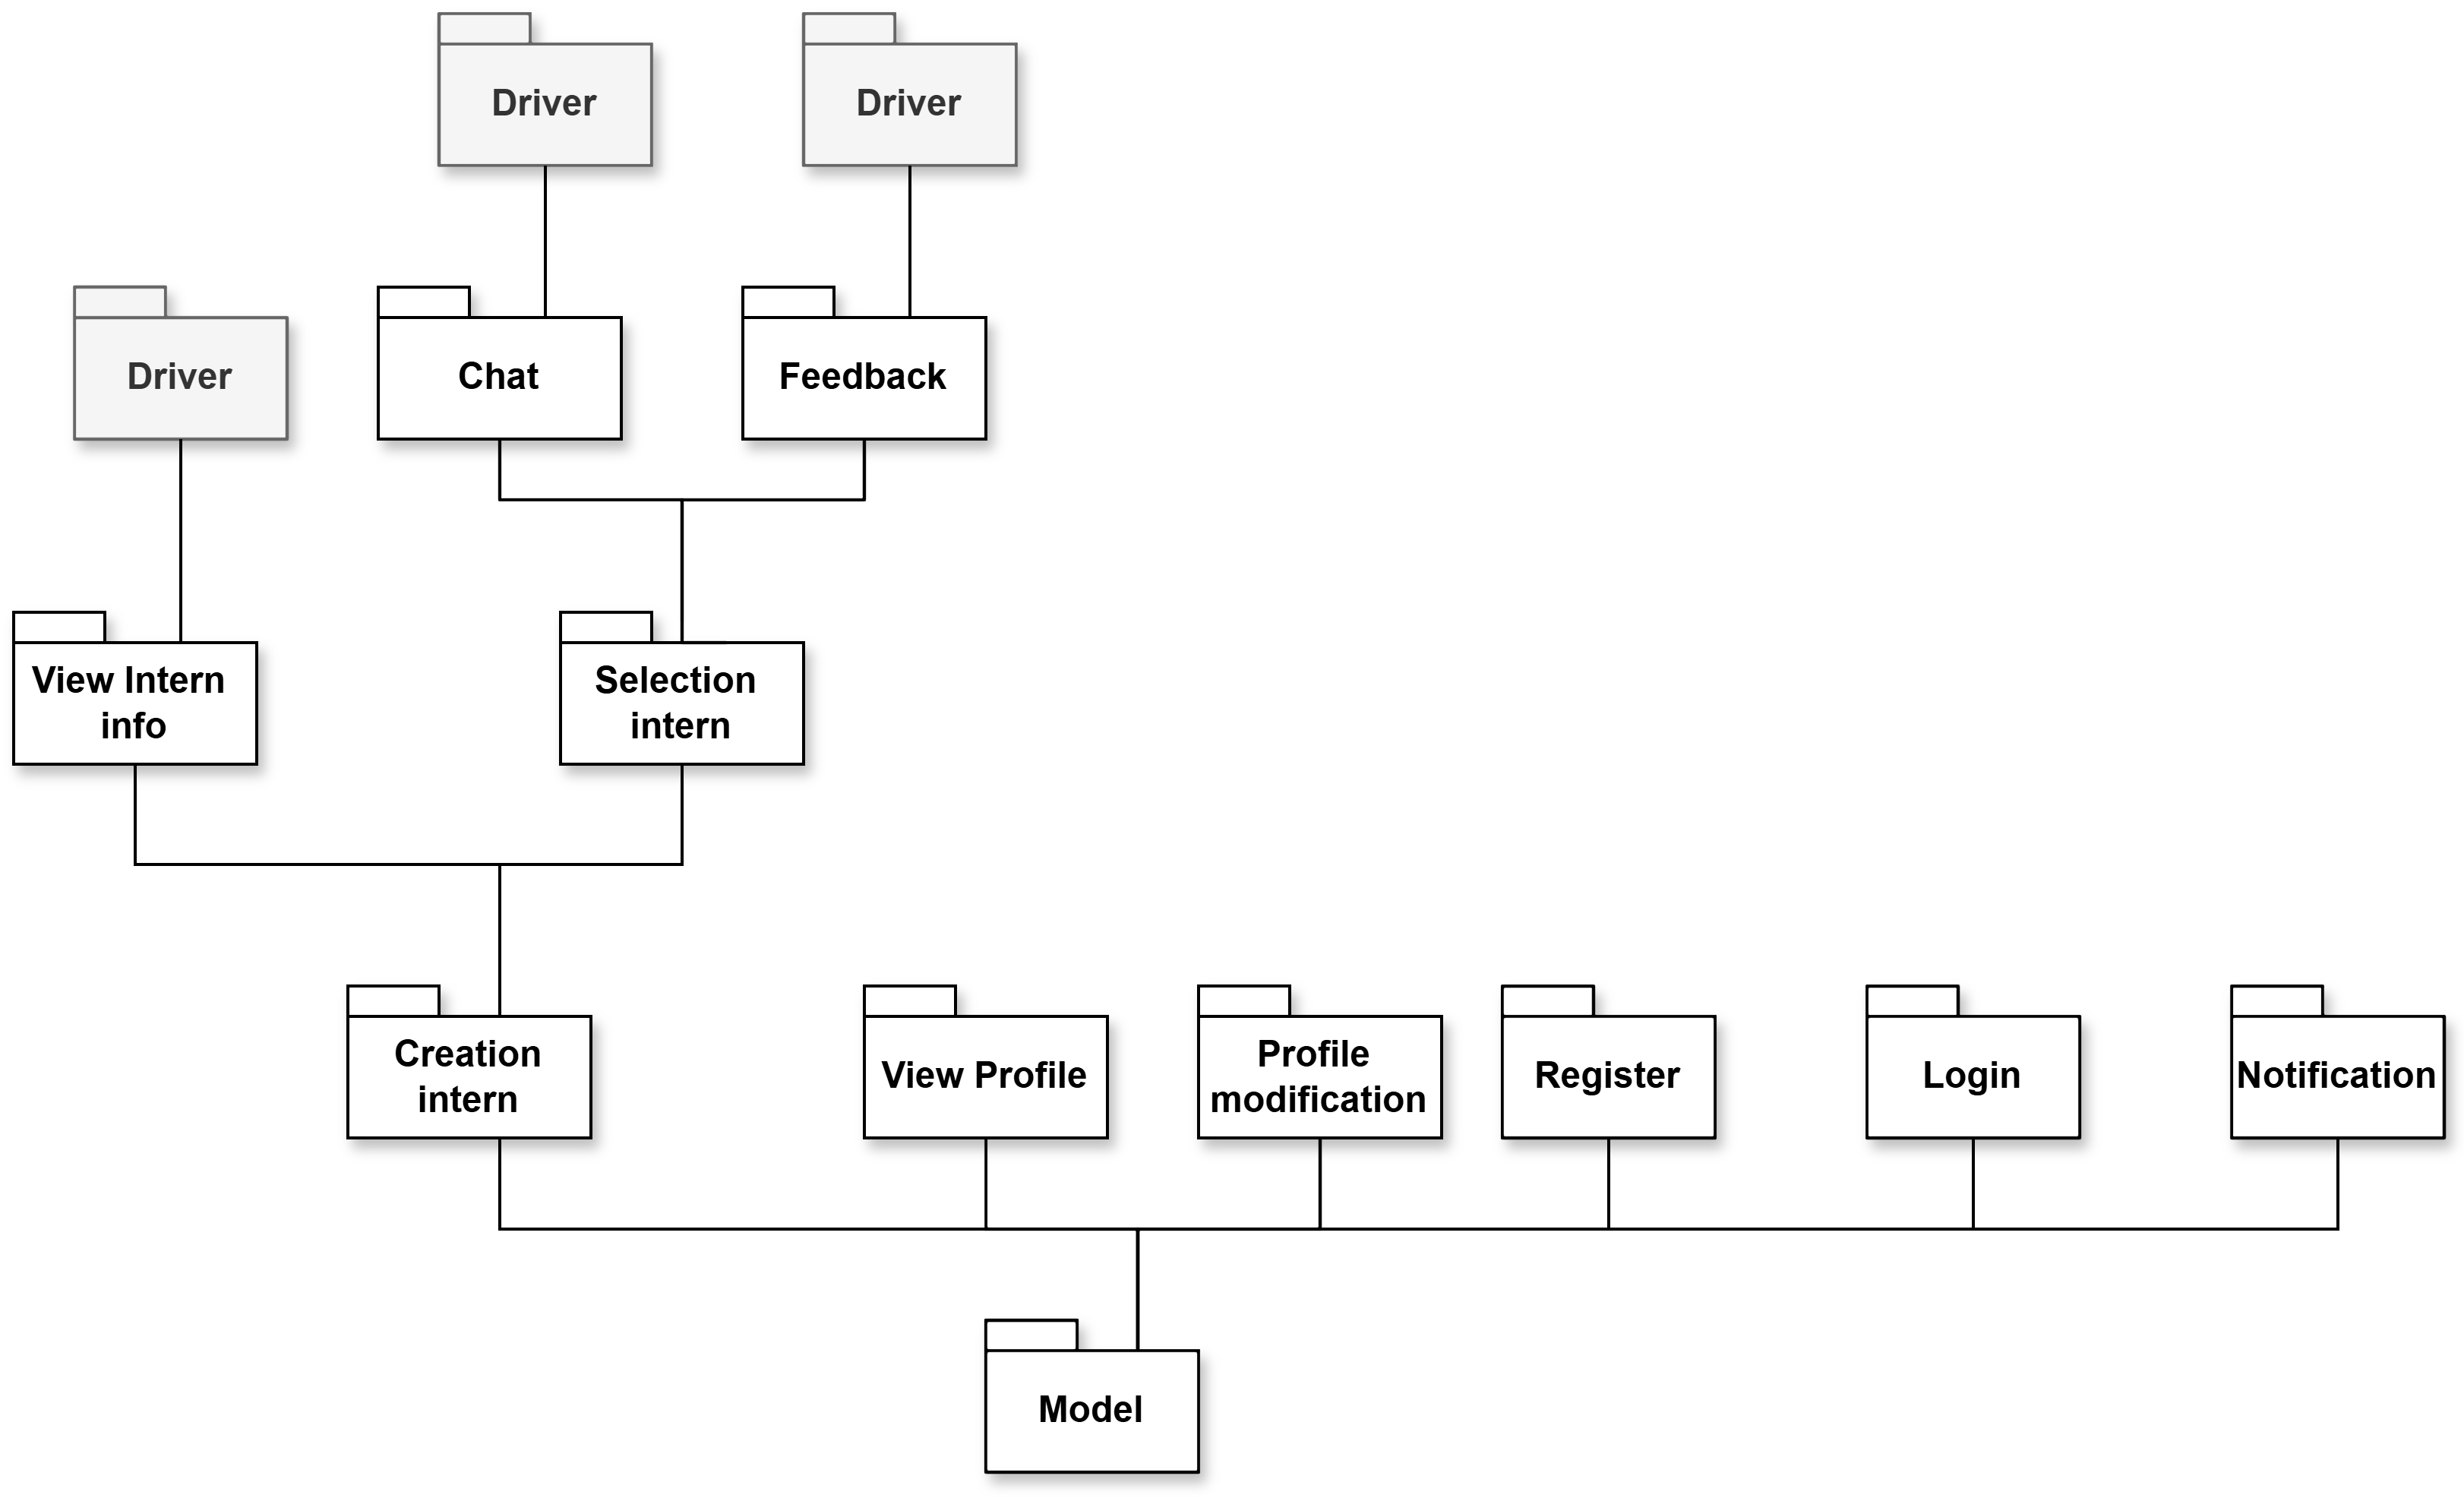 Driver
Driver
Driver
Chat
Feedback
View Intern
info
Selection
intern
Creation
intern
View Profile
Profile
modification
Register
Login
Notification
Model